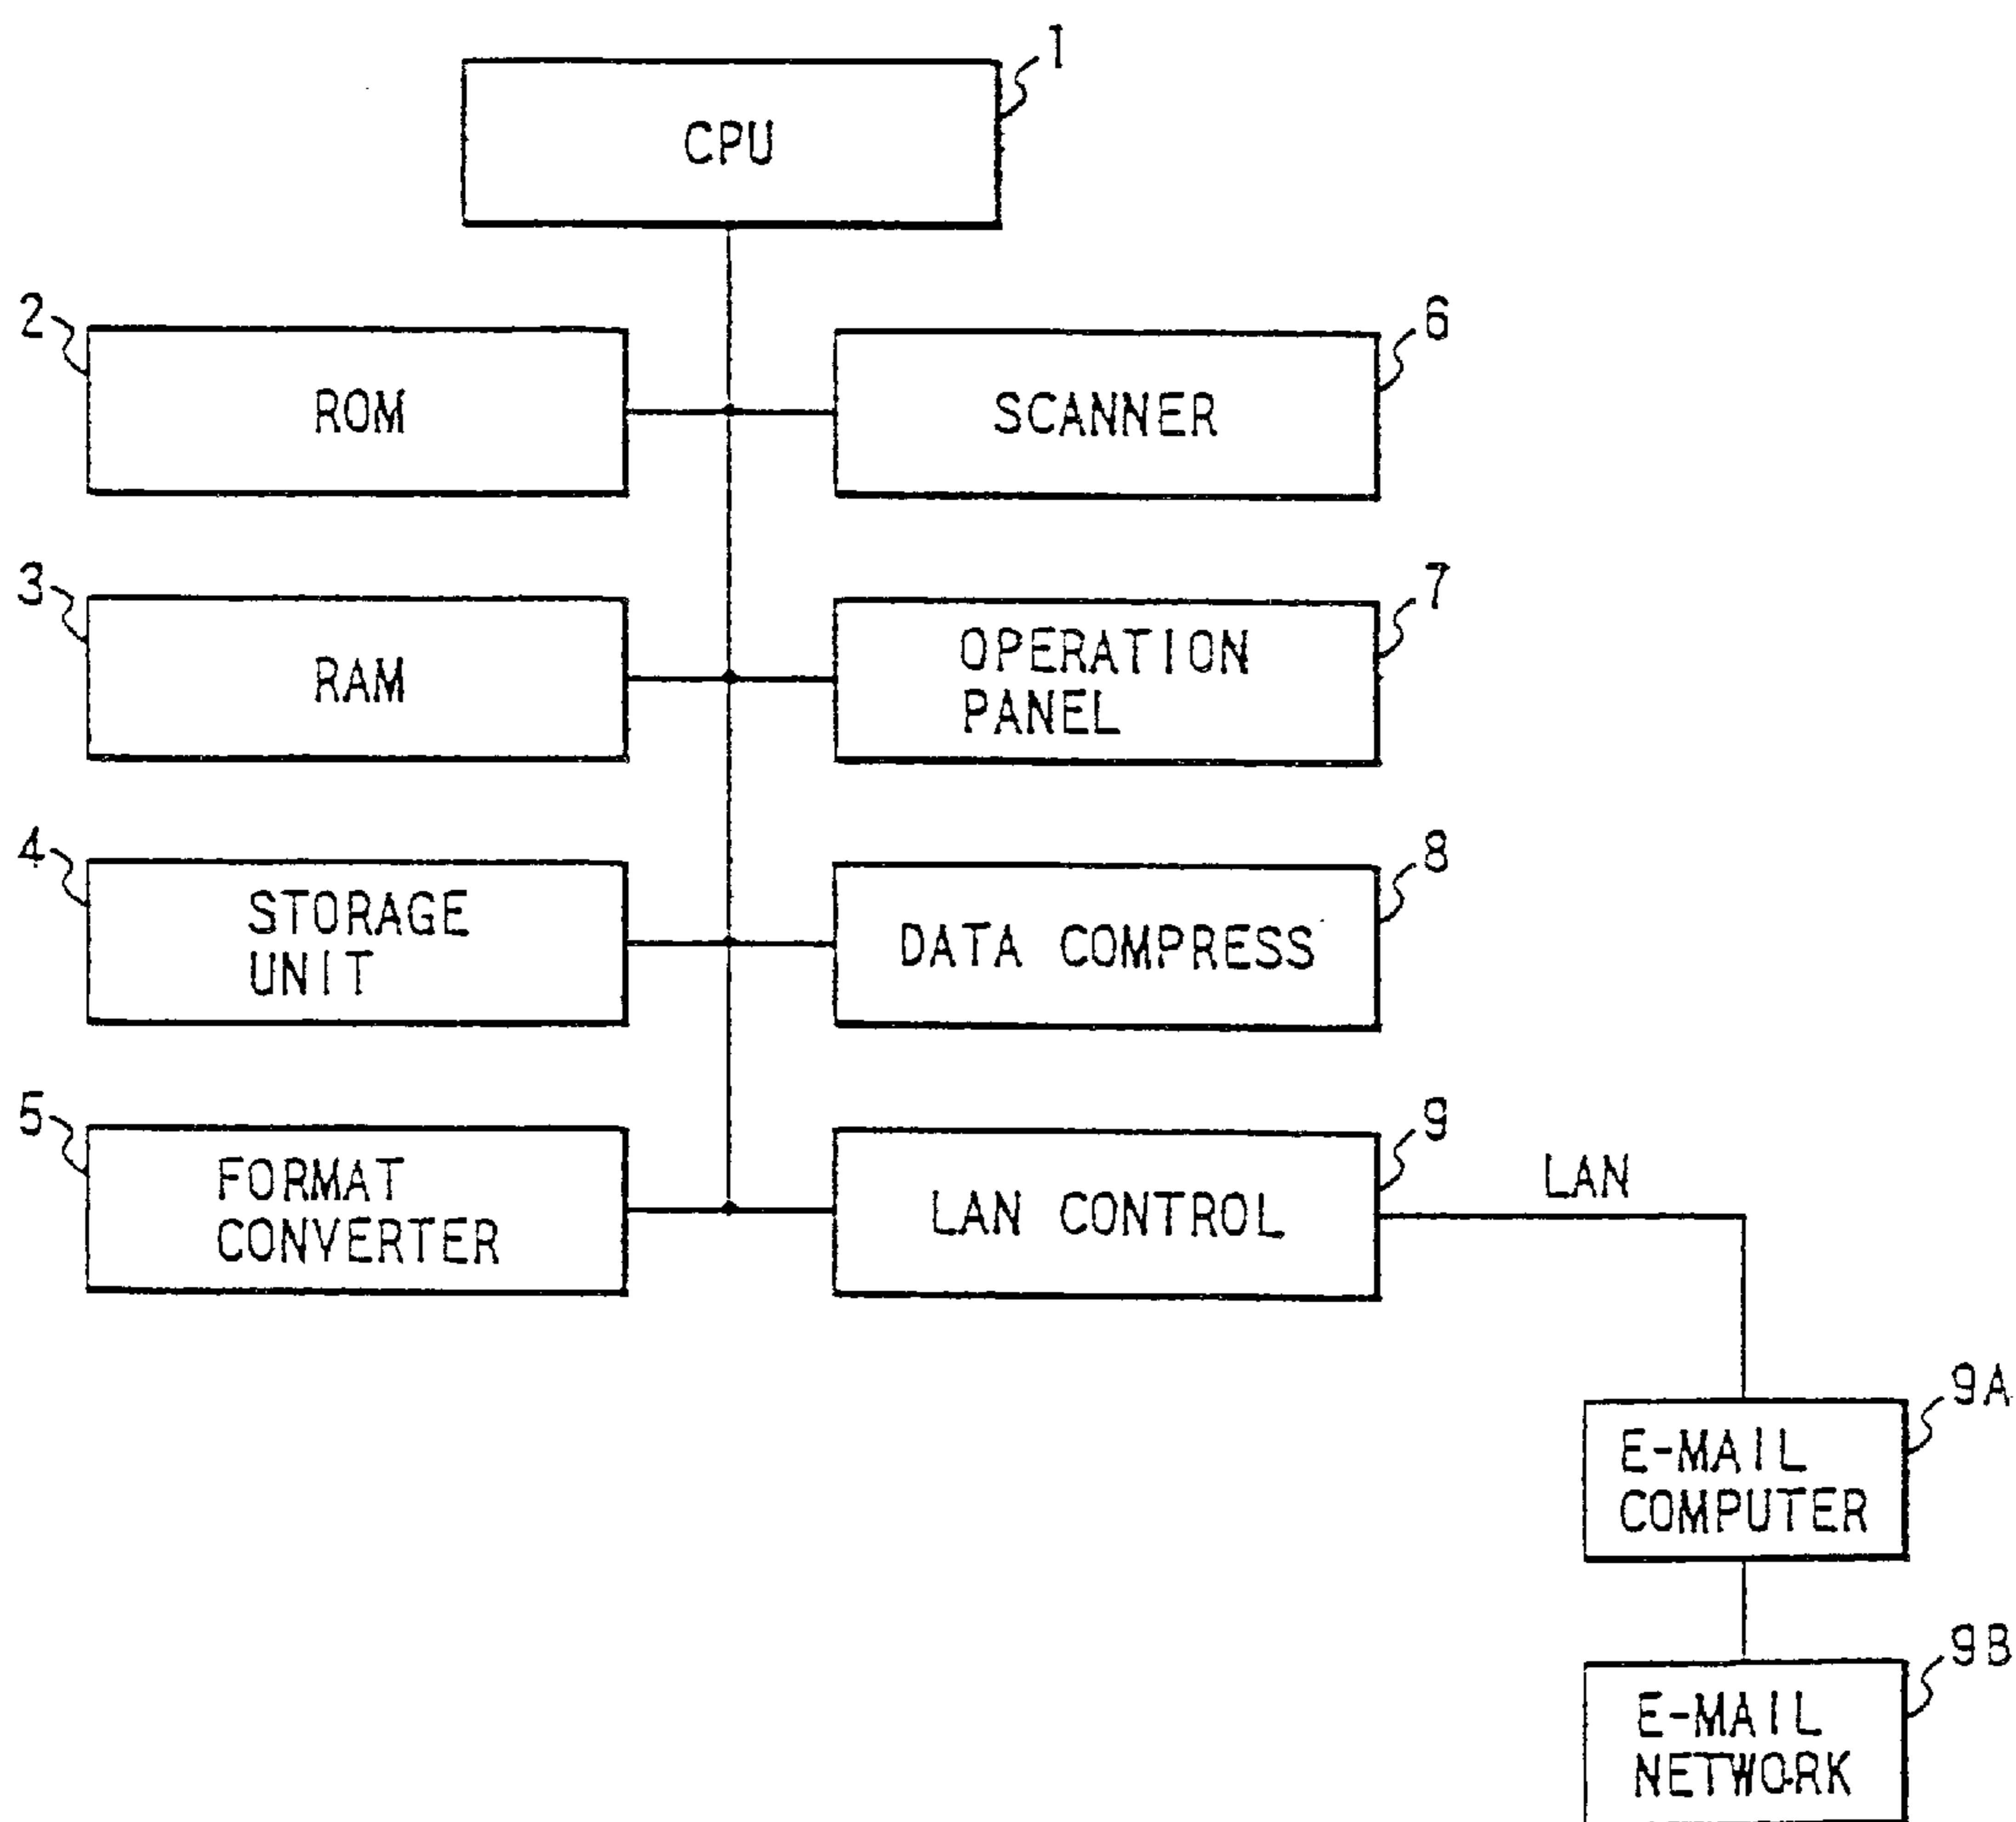 1
CPU
2
ROM
6
SCANNER
3
RAM
7
OPERATION
PANEL
4
STORAGE
UNIT
8
DATA COMPRESS
5
FORMAT
CONVERTER
9
LAN CONTROL
LAN
9A
E-MAIL
COMPUTER
9B
E-MAIL
NETWORK